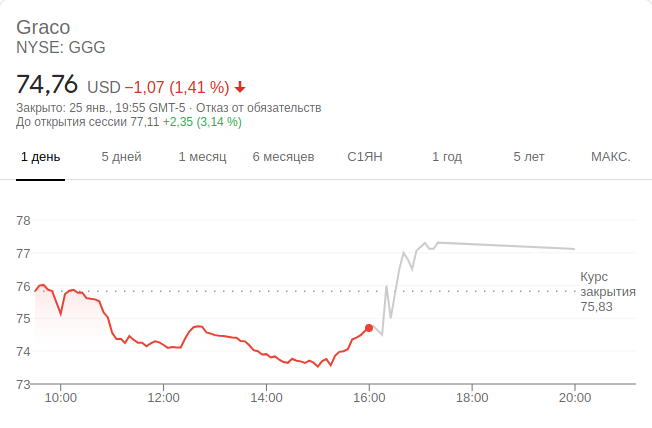 Graco
NYSE: GGG
74,76 USD −1,07 (1,41 %)
Закрыто: 25 янв., 19:55 GMT-5 · Отказ от обязательств
До открытия сессии 77,11 +2,35 (3,14 %)
1 день 5 дней 1 месяц 6 месяцев С1ЯН 1 год 5 лет МАКС.
78
77
76
75
74
73
Курс
закрытия
75,83
10:00 12:00 14:00 16:00 18:00 20:00